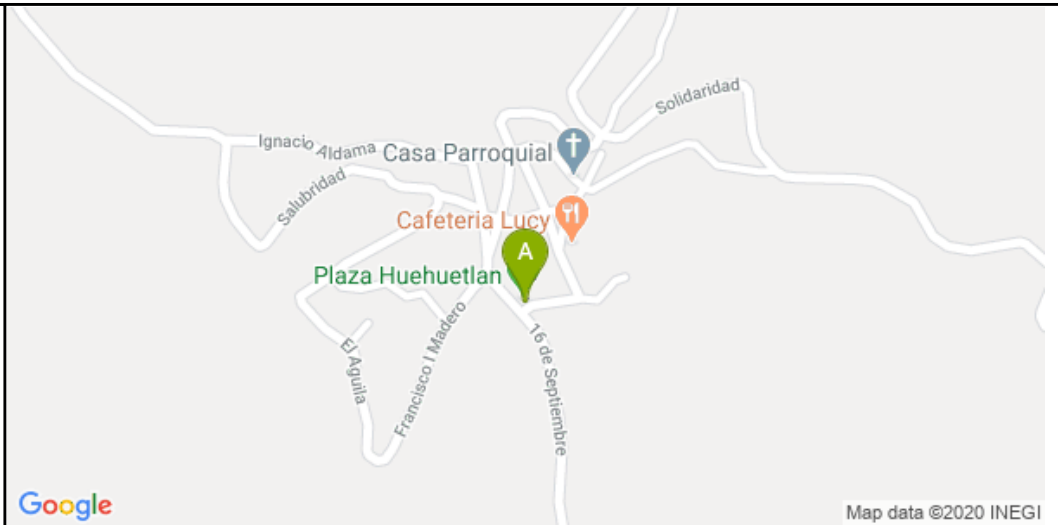 Solidaridad
Ignacio Aldama
Casa Parroquial
Salubridad
Cafeteria Lucy
A
Plaza Huehuetlan
16 de Septiembre
Francisco I Madero
El Aguila
Google
Map data ©2020 INEGI